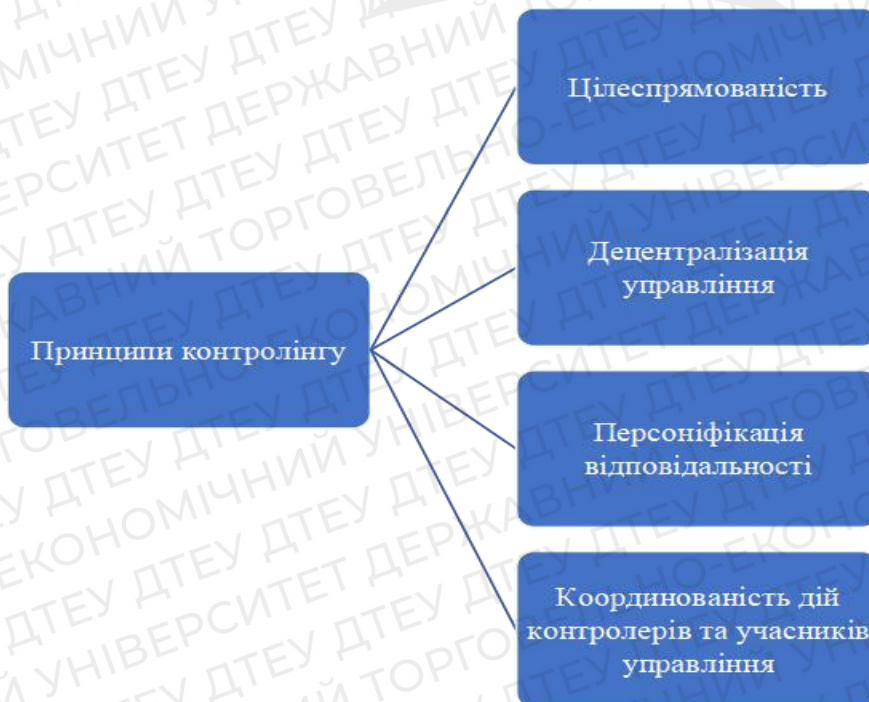 Цілеспрямованість
Децентралізація
управління
Принципи контролінгу
Персоніфікація
відповідальності
Координованість дій
контролерів та учасників
управління